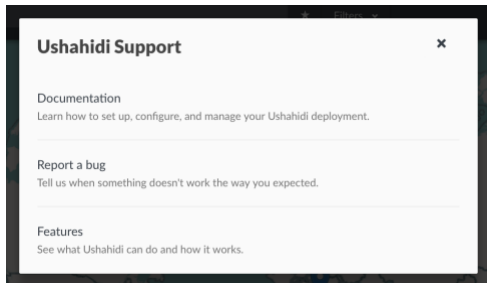 Filters
Ushahidi Support
Documentation
Learn how to set up, configure, and manage your Ushahidi deployment.
Report a bug
Tell us when something doesn't work the way you expected.
Features
See what Ushahidi can do and how it works.